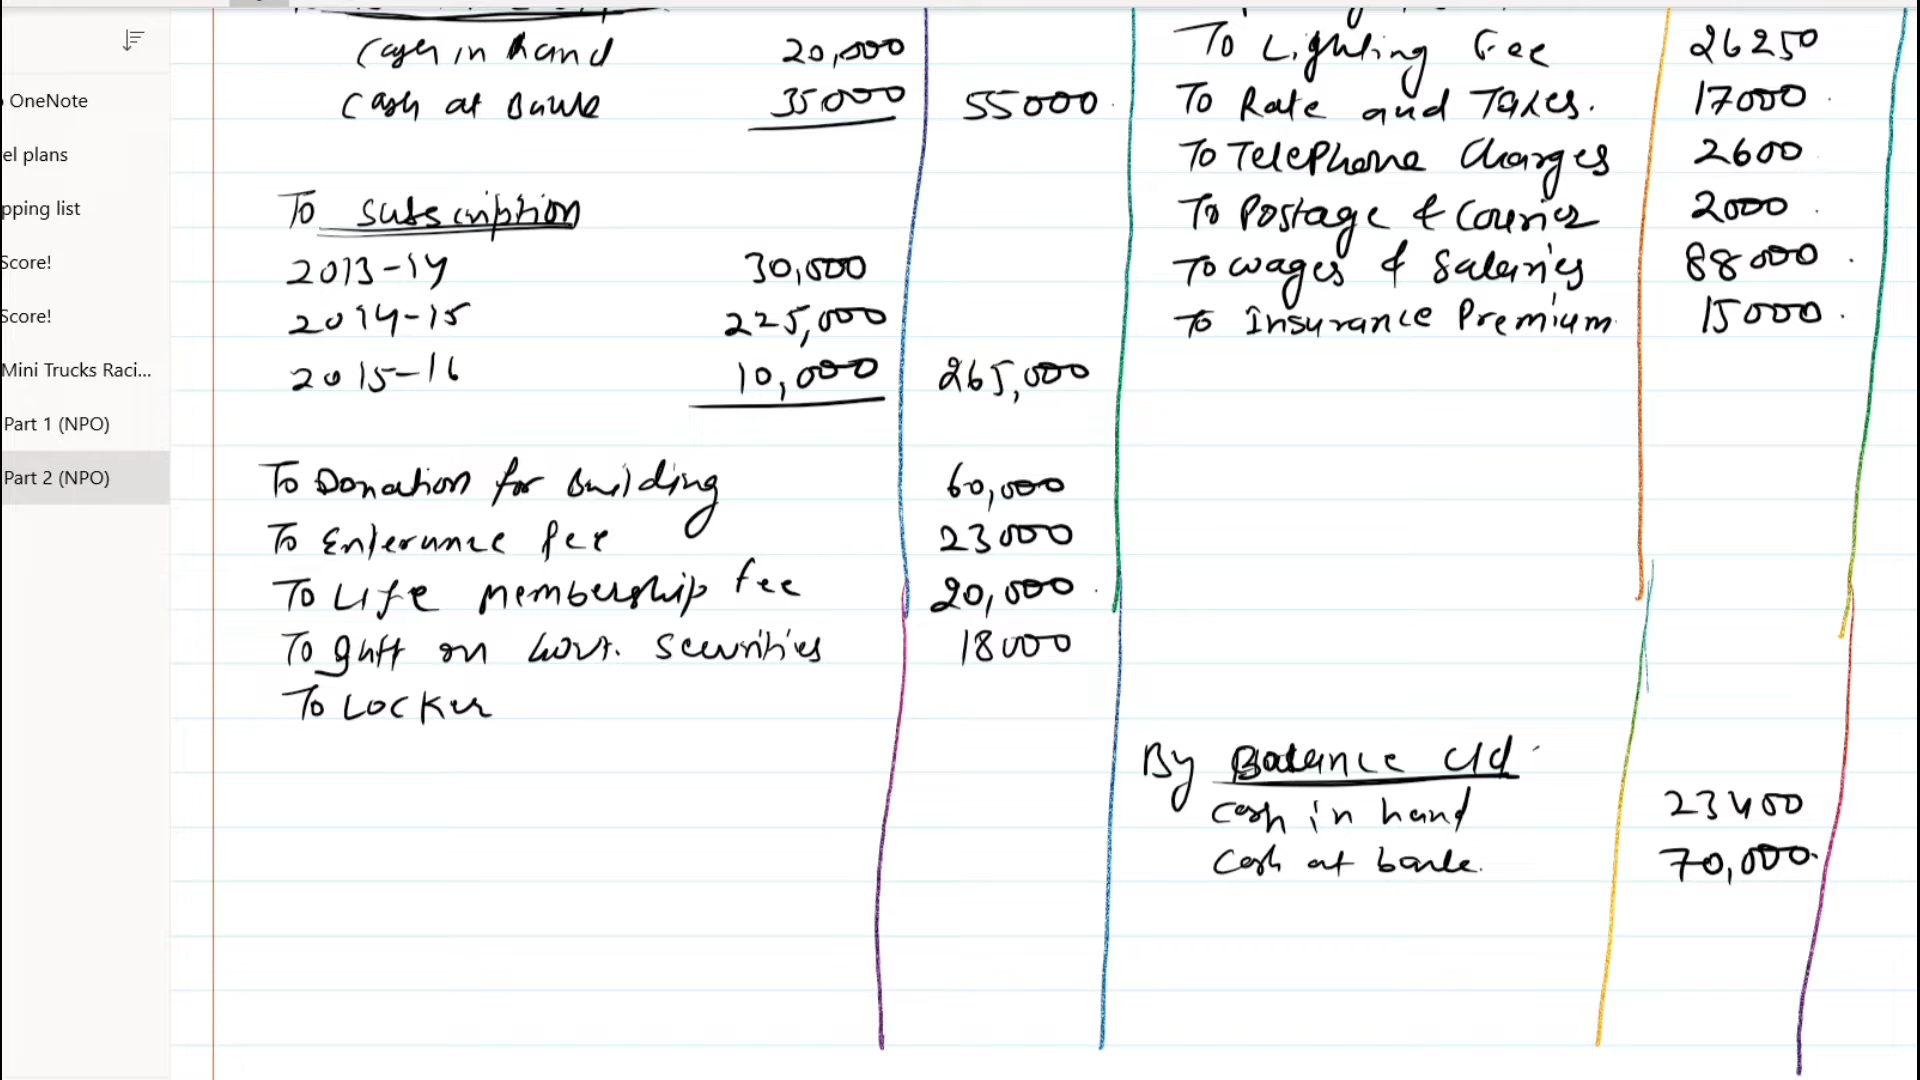 OneNote
el plans
pping list
Score!
Score!
Mini Trucks Raci...
Part 1 (NPO)
Part 2 (NPO)
Cash in hand 20,000
Cash at Bank 35000 55000
To Subscription
2013-14 30,000
2014-15 225,000
2015-16 10,000 265,000
To Donation for Building 60,000
To Enterance fee 23000
To Life membership fee 20,000
To on Govt. Securities 18000
To Locker
To Lighting Fee 26250
To Rate and Taxes. 17000
To Telephone Charges 2600
To Postage & Courier 2000
To wages & Salaries 88000
To Insurance Premium 15000
By Balance c/d
Cash in hand 23400
Cash at bank. 70,000